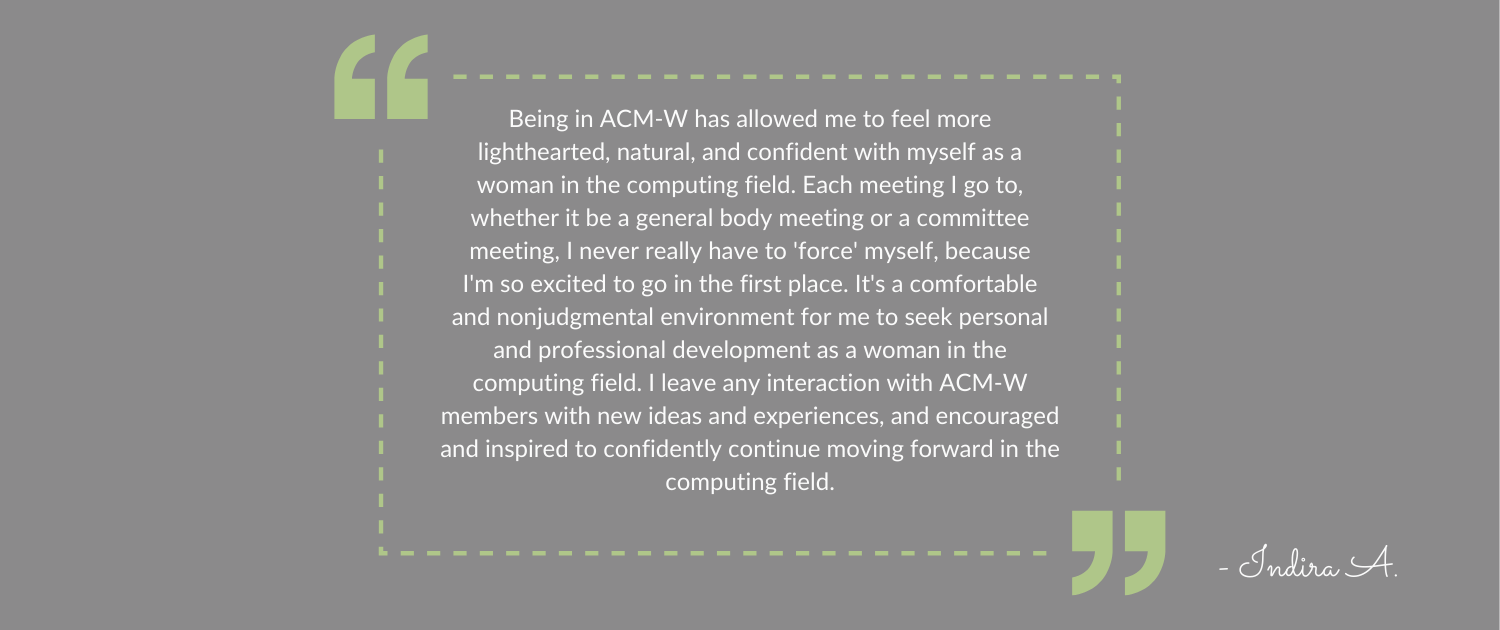 Being in ACM-W has allowed me to feel more
lighthearted, natural, and confident with myself as a
woman in the computing field. Each meeting I go to,
whether it be a general body meeting or a committee
meeting, I never really have to 'force' myself, because
I'm so excited to go in the first place. It's a comfortable
and nonjudgmental environment for me to seek personal
and professional development as a woman in the
computing field. I leave any interaction with ACM-W
members with new ideas and experiences, and encouraged
and inspired to confidently continue moving forward in the
computing field.
- Indira A.